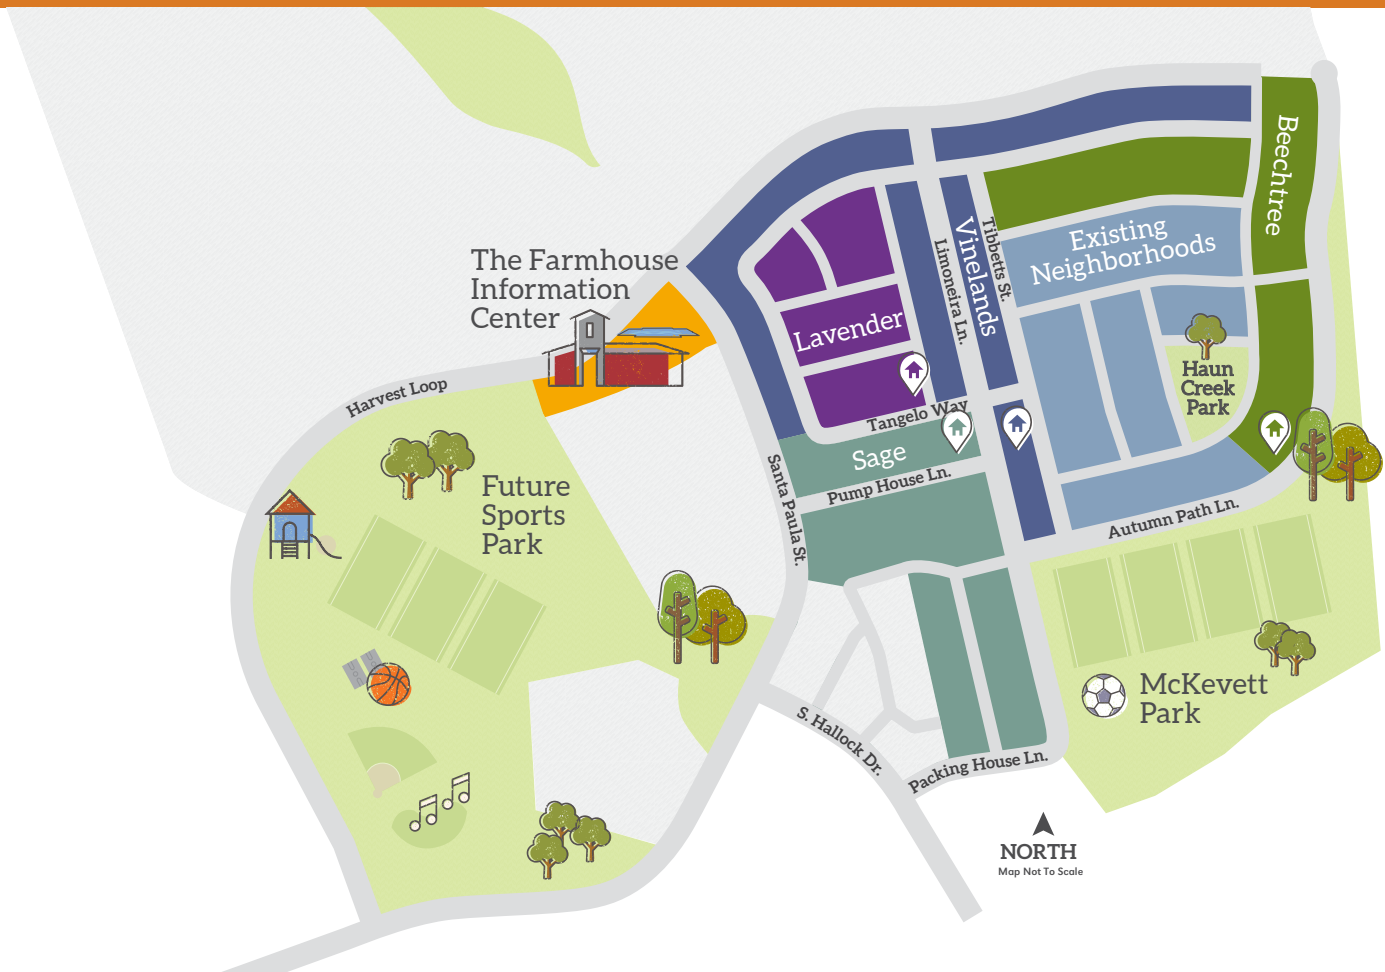 Beechtree
Existing
Neighborhoods
Tibbetts St.
Vinelands
Limoneira Ln.
The Farmhouse
Information
Center
Lavender
Haun
Creek
Park
Harvest Loop
Tangelo Way
Sage
Pump House Ln.
Santa Paula St.
Autumn Path Ln.
Future
Sports
Park
McKevett
Park
S. Hallock Dr.
Packing House Ln.
NORTH
Map Not To Scale